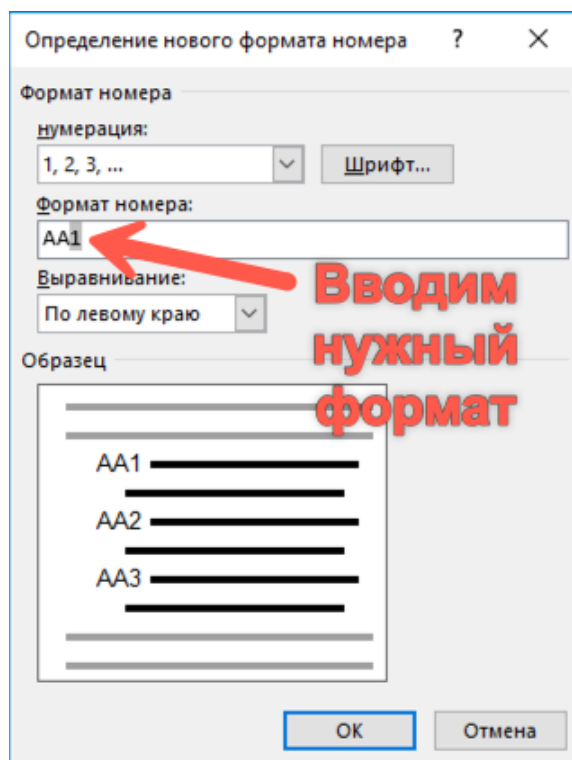 Определение нового формата номера ? ×
Формат номера
нумерация:
1, 2, 3, ...
Шрифт...
Формат номера:
АА1
Выравнивание:
По левому краю
Вводим
нужный
формат
Образец
АА1
АА2
АА3
ОК
Отмена